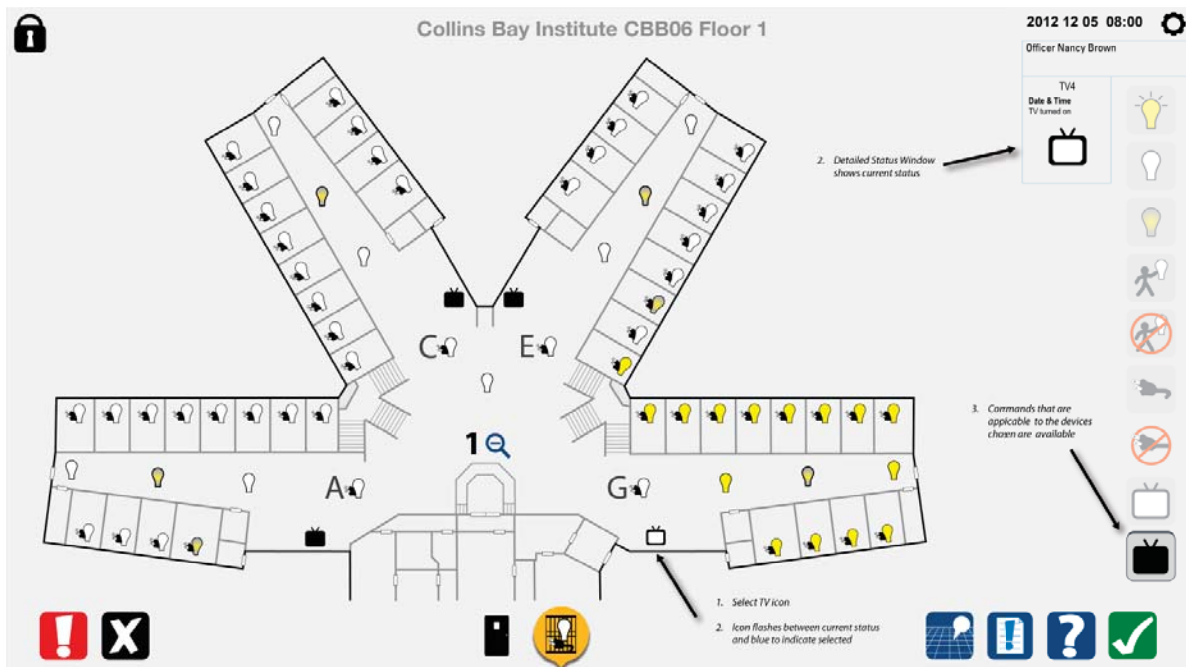 Collins Bay Institute CBB06 Floor 1
2012 12 05 08:00
Officer Nancy Brown
TV4
Date & Time
TV turned on
2. Detailed Status Window
shows current status
C
E
3. Commands that are
appicable to the devices
chosen are available
1
A
G
1. Select TV icon
2. Icon flashes between current status
and blue to indicate selected